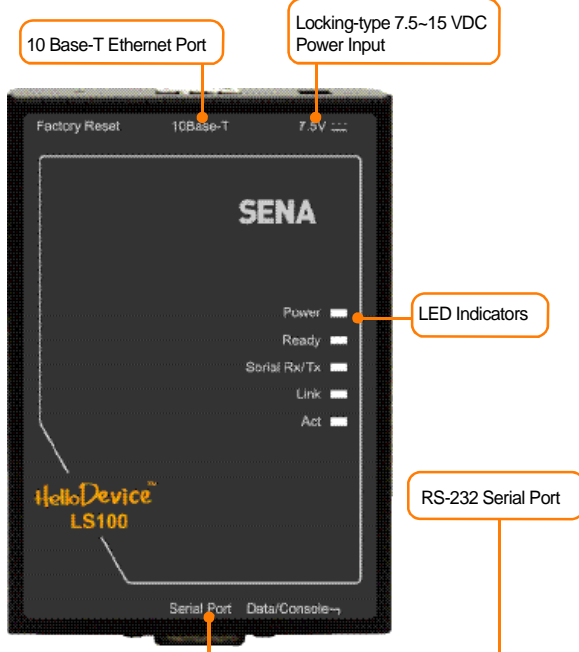 10 Base-T Ethernet Port
Locking-type 7.5~15 VDC
Power Input
Factory Reset
10Base-T
7.5V
SENA
Power
LED Indicators
Ready
Serial Rx/Tx
Link
Act
HelloDevice™
LS100
RS-232 Serial Port
Serial Port
Data/Console